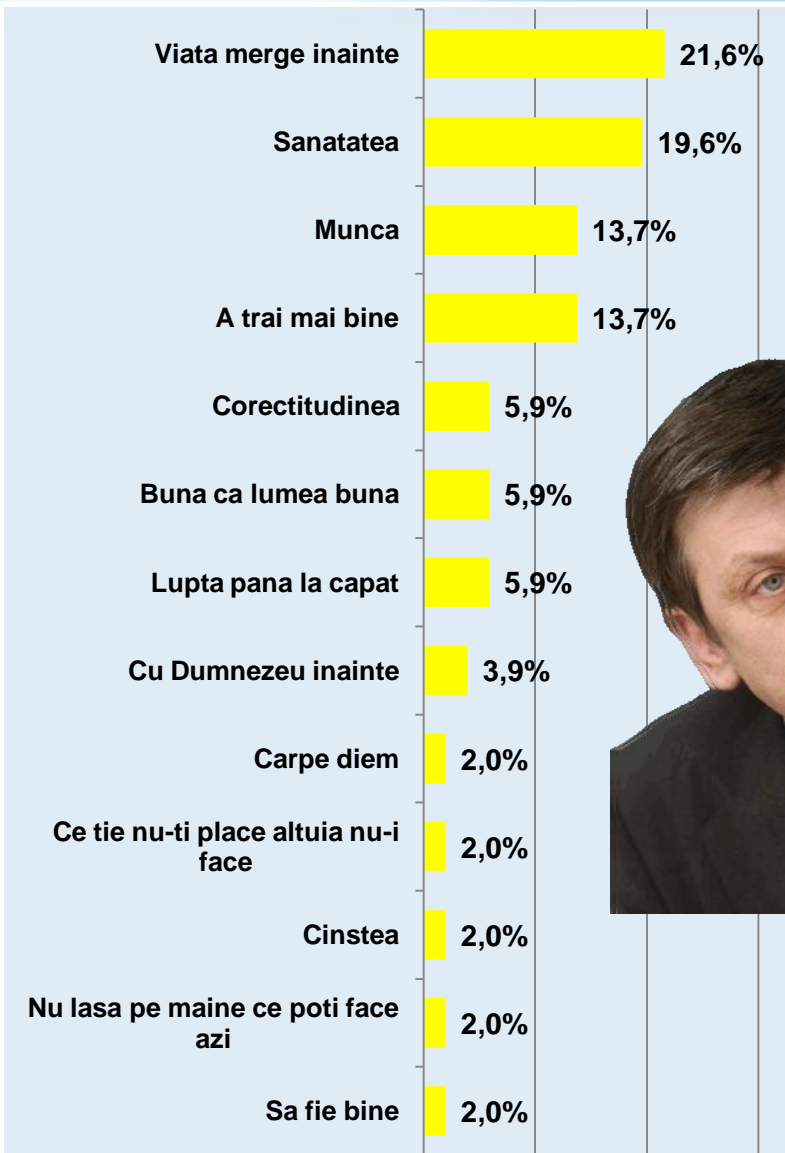 Viata merge inainte 21,6%
Sanatatea 19,6%
Munca 13,7%
A trai mai bine 13,7%
Corectitudinea 5,9%
Buna ca lumea buna 5,9%
Lupta pana la capat 5,9%
Cu Dumnezeu inainte 3,9%
Carpe diem 2,0%
Ce tie nu-ti place altuia nu-i
face 2,0%
Cinstea 2,0%
Nu lasa pe maine ce poti face
azi 2,0%
Sa fie bine 2,0%